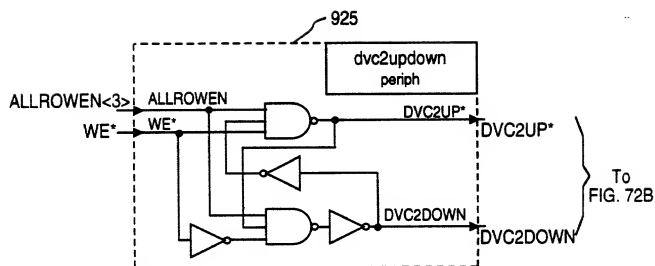 925
dvc2updown
periph
ALLROWEN<3>
ALLROWEN
WE*
WE*
DVC2UP*
DVC2UP*
To
FIG. 72B
DVC2DOWN
DVC2DOWN